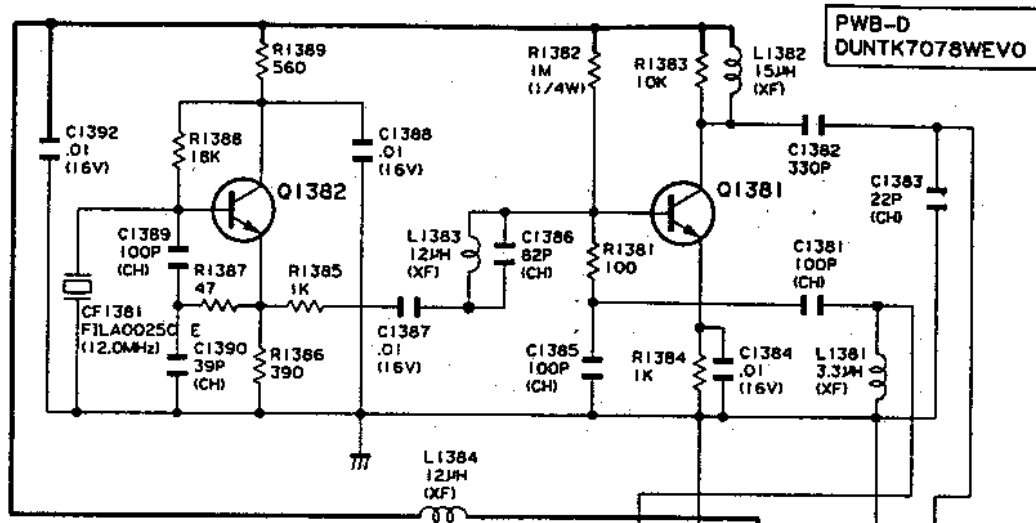 PWB-D
DUNTK7078WEVO
R1389
560
R1382
1M
(1/4W)
R1383
10K
L1382
15μH
(XF)
C1392
.01
(16V)
R1388
18K
C1388
.01
(16V)
Q1382
C1382
330P
Q1381
C1383
22P
(CH)
C1389
100P
(CH)
L1383
12μH
(XF)
C1386
82P
(CH)
R1381
100
C1381
100P
(CH)
R1387
47
R1385
1K
CF1381
FILA0025C E
(12.0MHz)
C1390
39P
(CH)
R1386
390
C1387
.01
(16V)
C1385
100P
(CH)
R1384
1K
C1384
.01
(16V)
L1381
3.3μH
(XF)
L1384
12μH
(XF)